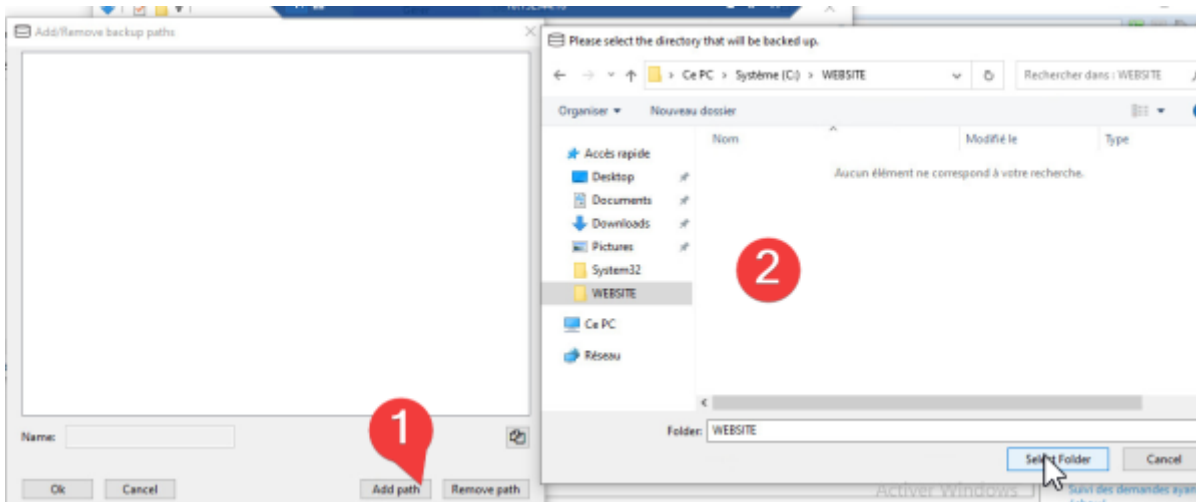 Add/Remove backup paths
Name:
Ok
Cancel
1
Add path
Remove path
Please select the directory that will be backed up.
Ce PC > Système (C:) > WEBSITE
Rechercher dans : WEBSITE
Organiser
Nouveau dossier
Nom
Modifié le
Type
Accès rapide
Aucun élément ne correspond à votre recherche.
Desktop
Documents
Downloads
Pictures
System32
WEBSITE
2
Ce PC
Réseau
Folder: WEBSITE
Select Folder
Cancel
Activer Windows
Suivi des demandes ayan